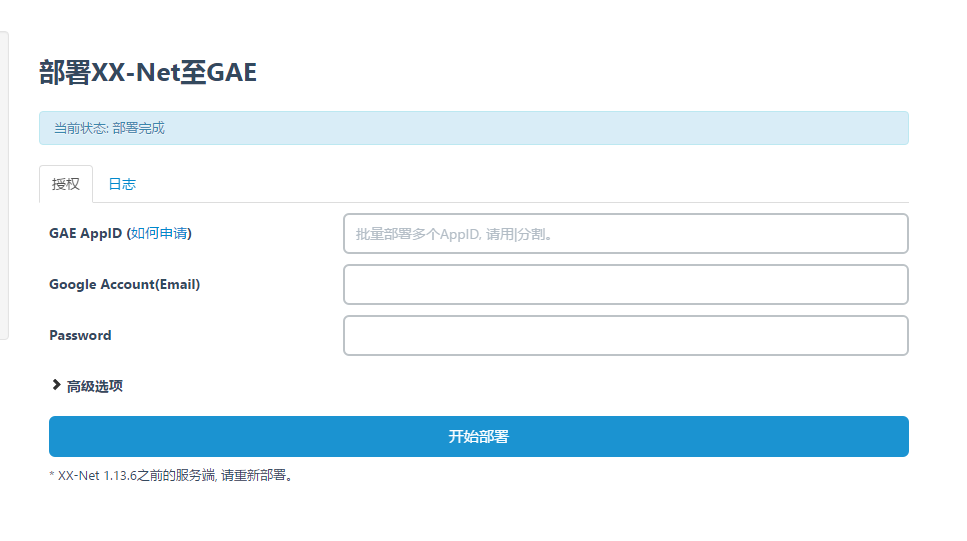 部署XX-Net至GAE
当前状态: 部署完成
授权 日志
GAE AppID (如何申请) 批量部署多个AppID, 请用|分割。
Google Account(Email)
Password
高级选项
开始部署
* XX-Net 1.13.6之前的服务端, 请重新部署。